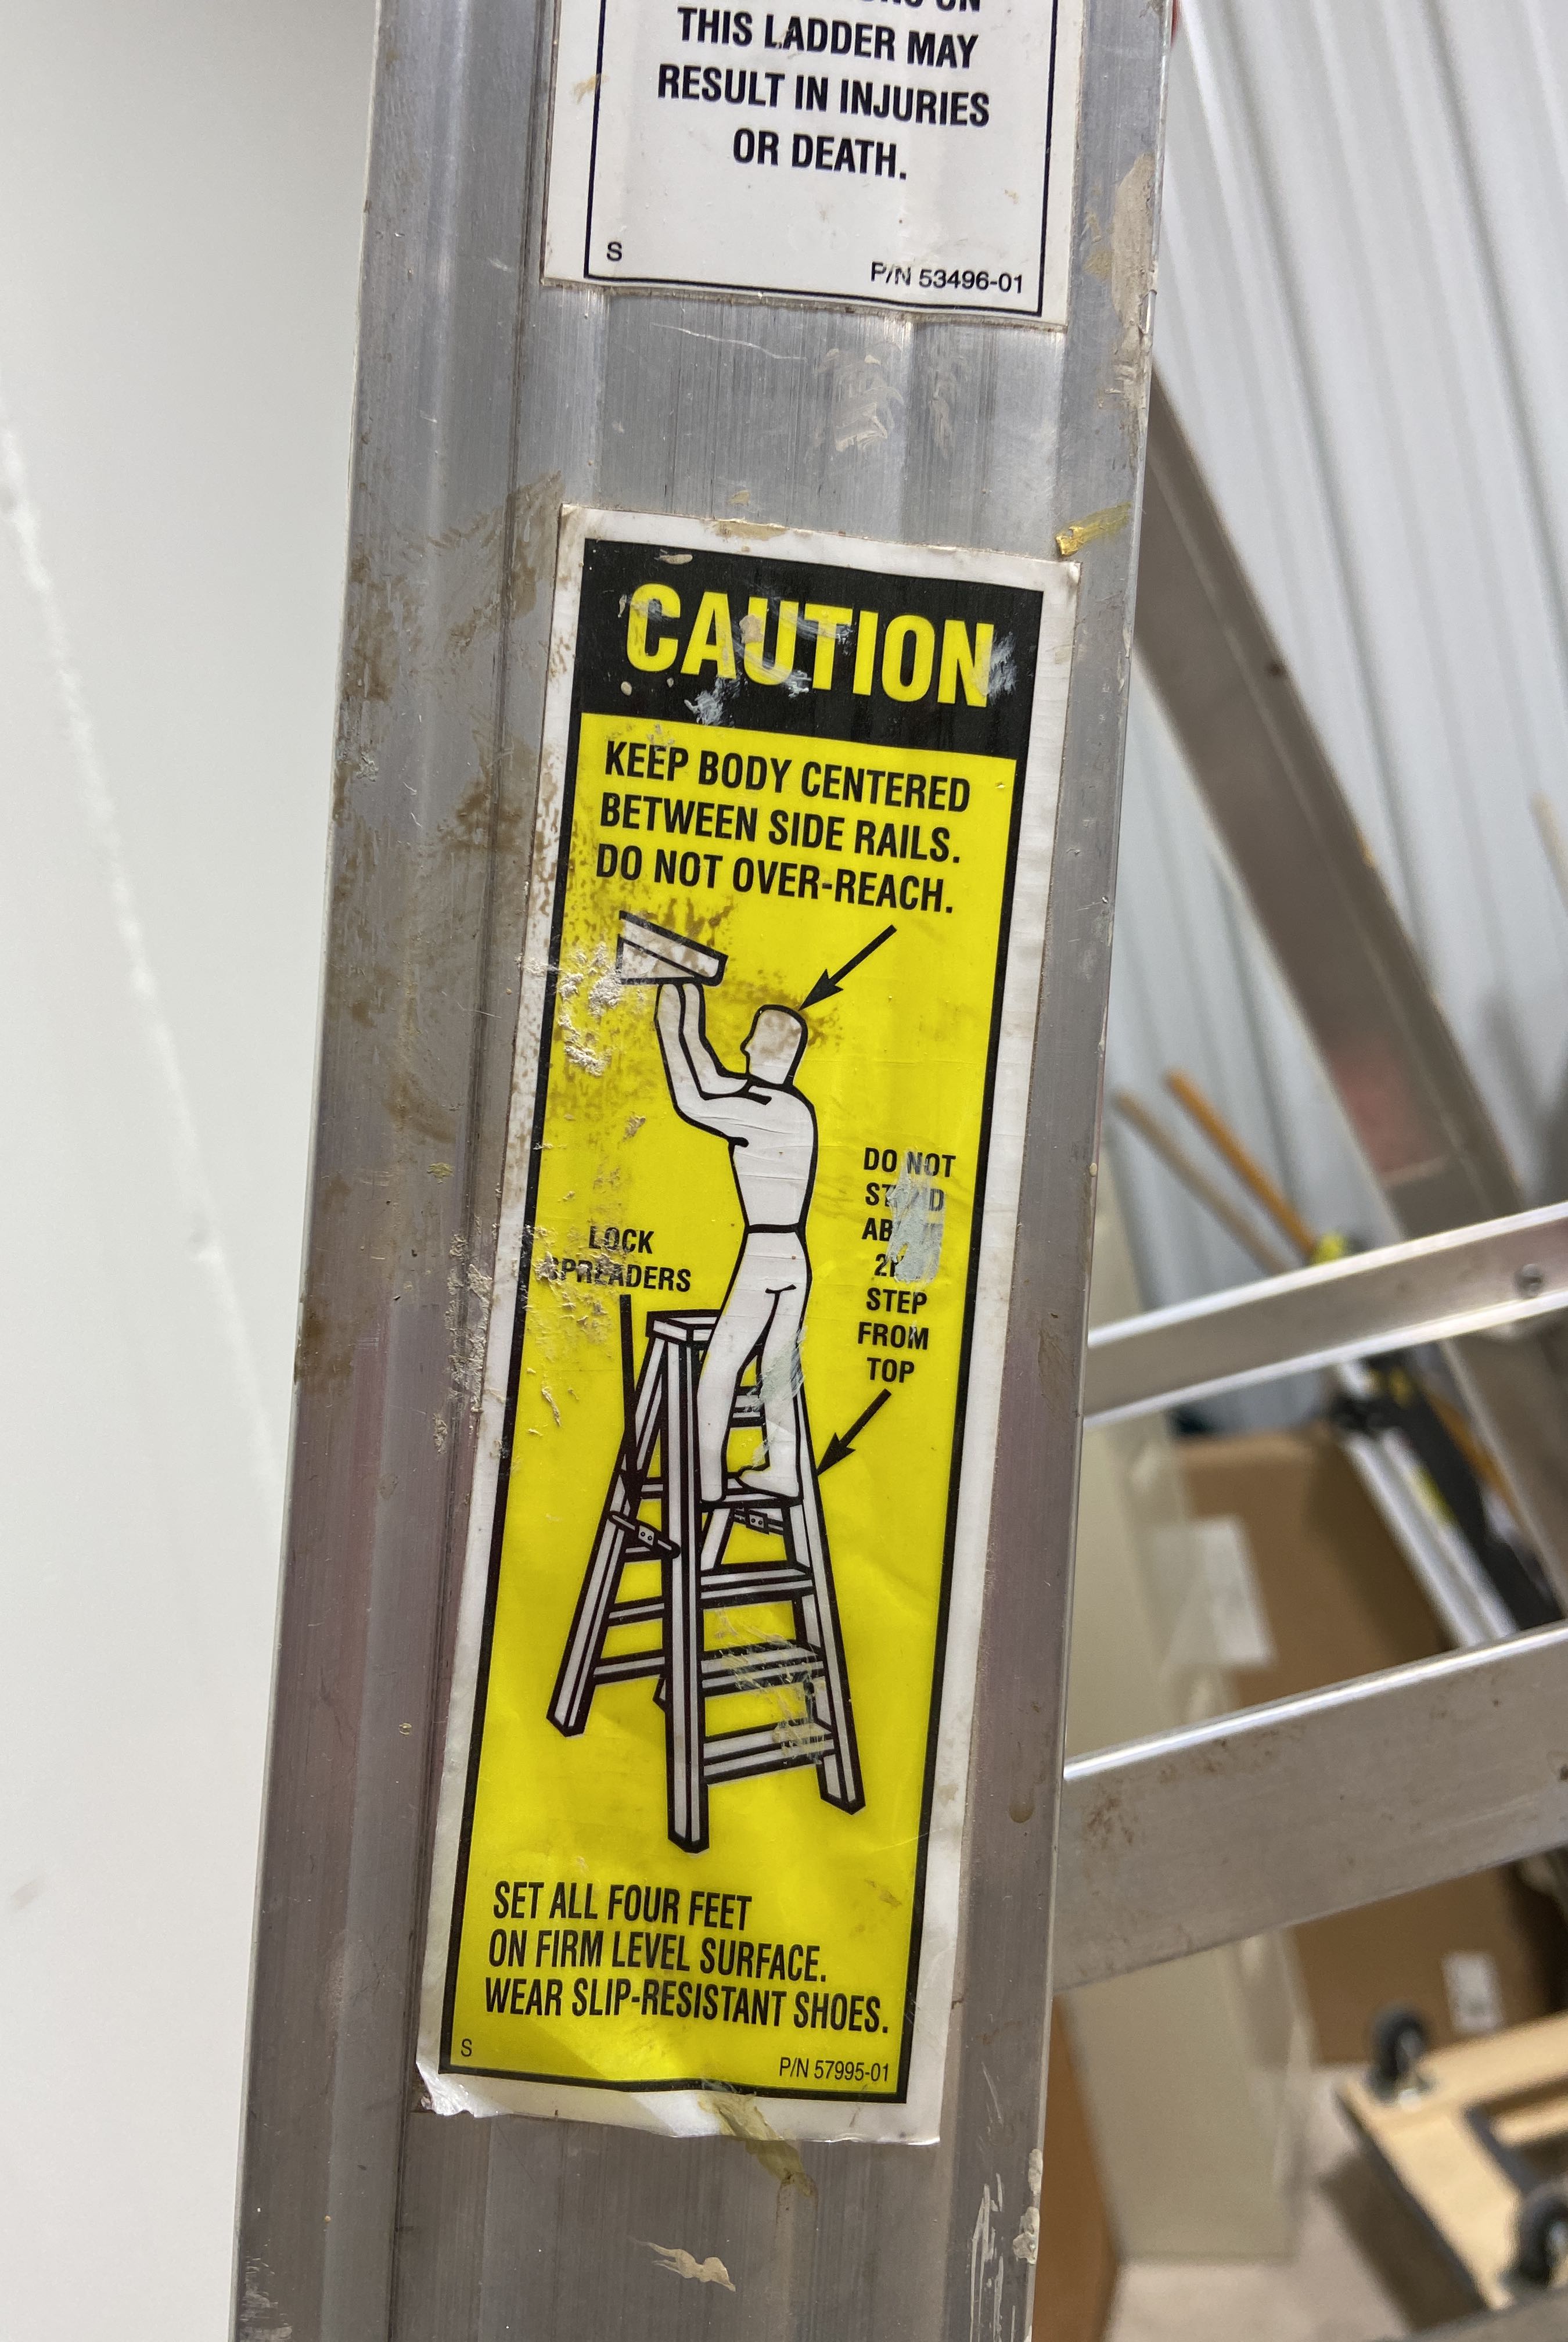 THIS LADDER MAY
RESULT IN INJURIES
OR DEATH.
S
P/N 53496-01
CAUTION
KEEP BODY CENTERED
BETWEEN SIDE RAILS.
DO NOT OVER-REACH.
LOCK
SPREADERS
DO NOT
STAND
ABOVE
STEP
FROM
TOP
SET ALL FOUR FEET
ON FIRM LEVEL SURFACE.
WEAR SLIP-RESISTANT SHOES.
S
P/N 57995-01